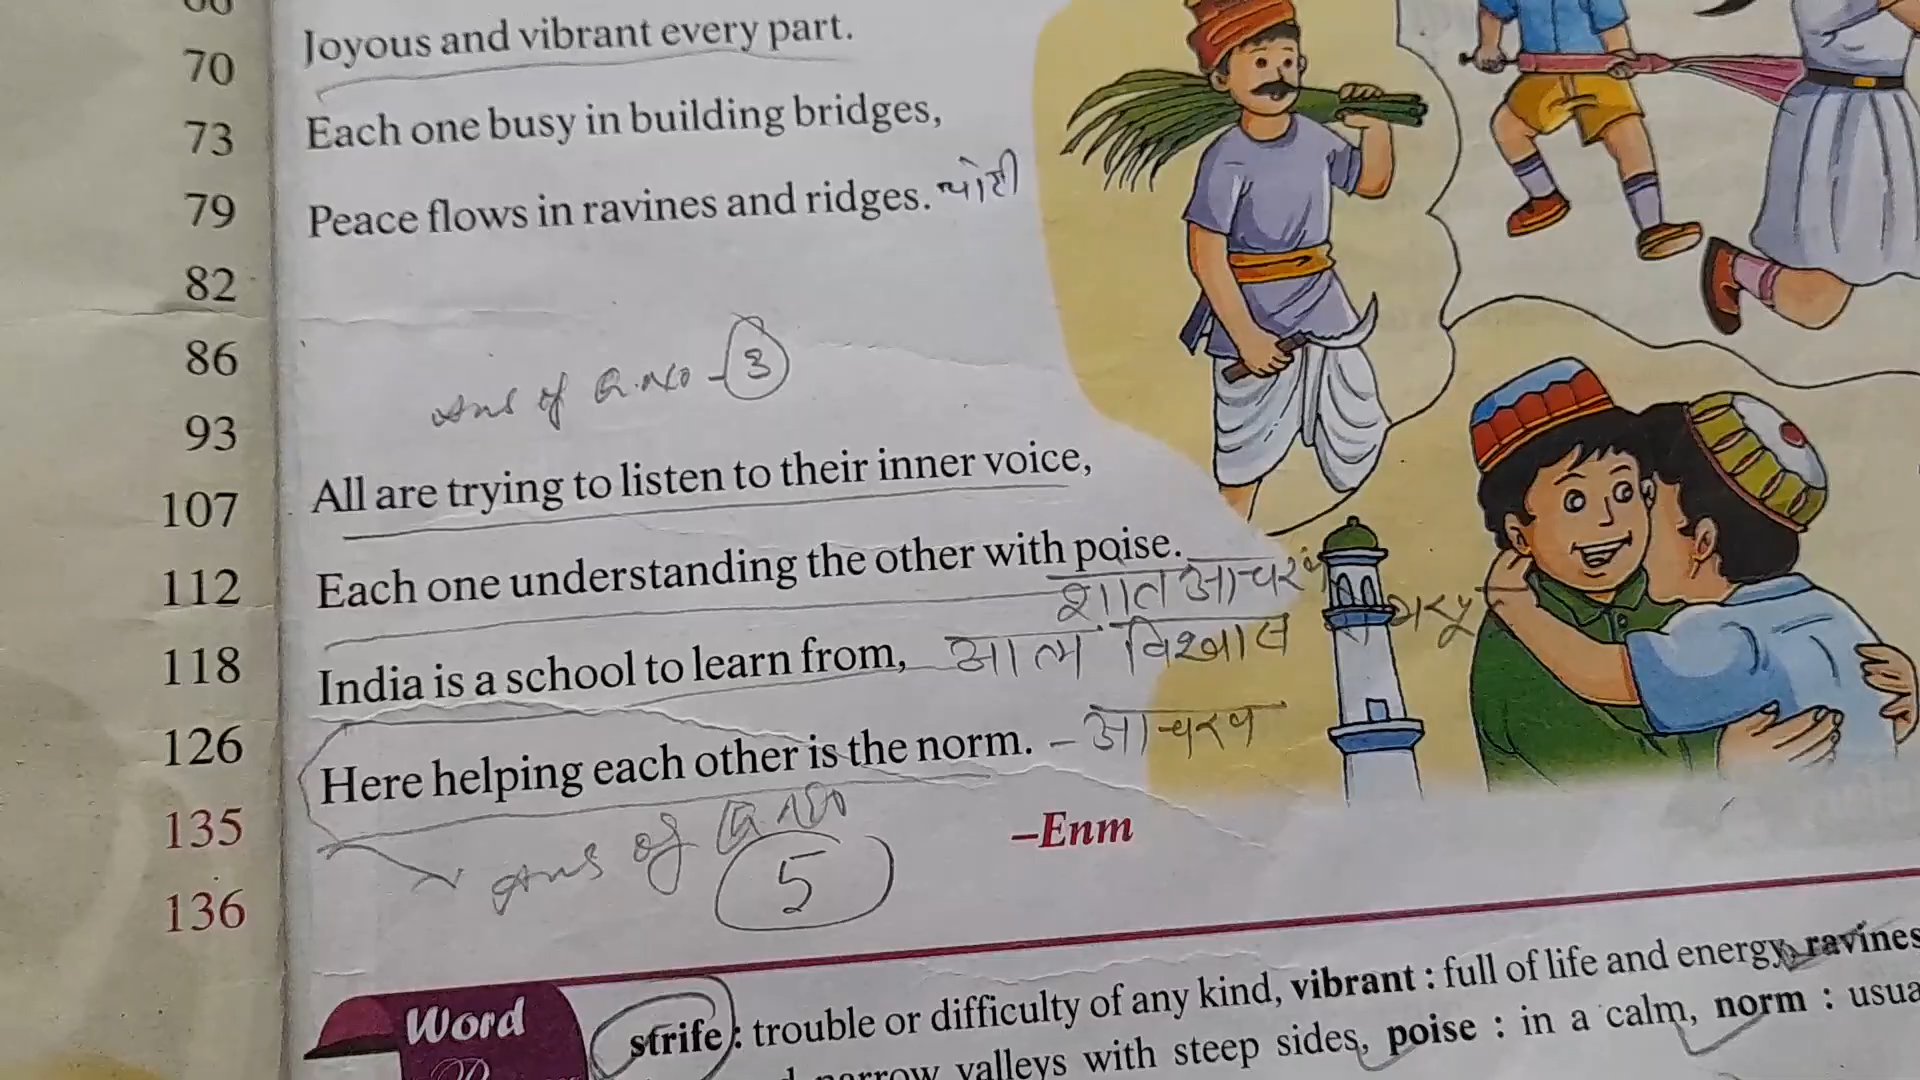 70
73
79
82
86
93
107
112
118
126
135
136
Joyous and vibrant every part.
Each one busy in building bridges,
Peace flows in ravines and ridges. चोटी
Ans of Q.No - 3
All are trying to listen to their inner voice,
Each one understanding the other with poise.
शांत आचरण
India is a school to learn from, आत्म विश्वास
Here helping each other is the norm. - आचरण
Ans of Q No 5
–Enm
Word
strife : trouble or difficulty of any kind, vibrant : full of life and energy, ravines
narrow valleys with steep sides, poise : in a calm, norm : usua